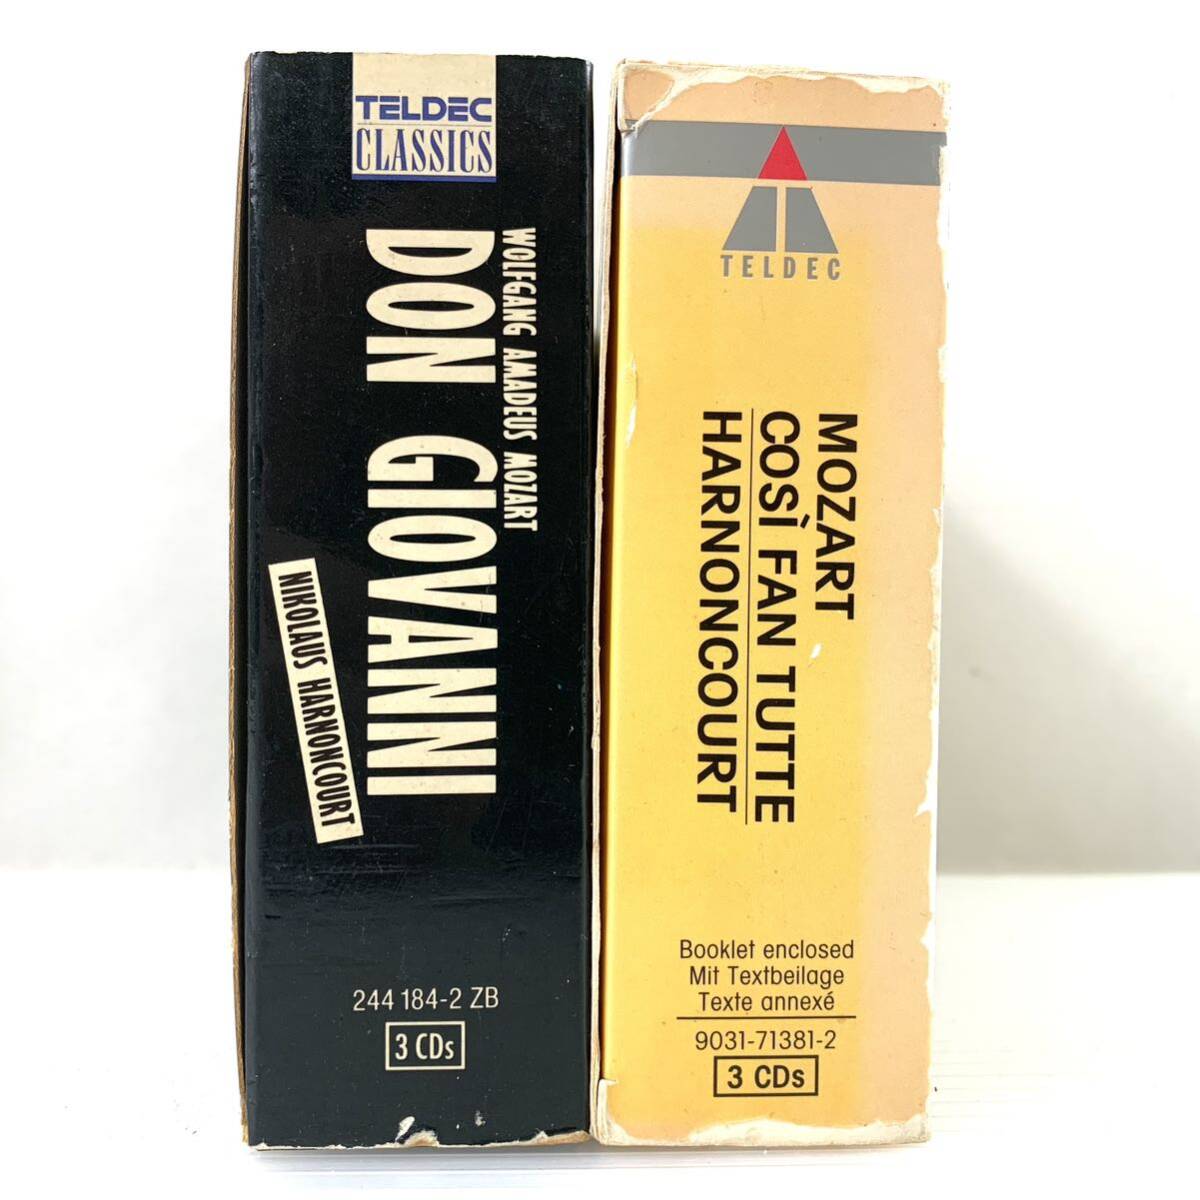 TELDEC
CLASSICS
WOLFGANG AMADEUS MOZART
DON GIOVANNI
NIKOLAUS HARNONCOURT
244 184-2 ZB
3 CDs
TELDEC
MOZART
COSÌ FAN TUTTE
HARNONCOURT
Booklet enclosed
Mit Textbeilage
Texte annexé
9031-71381-2
3 CDs